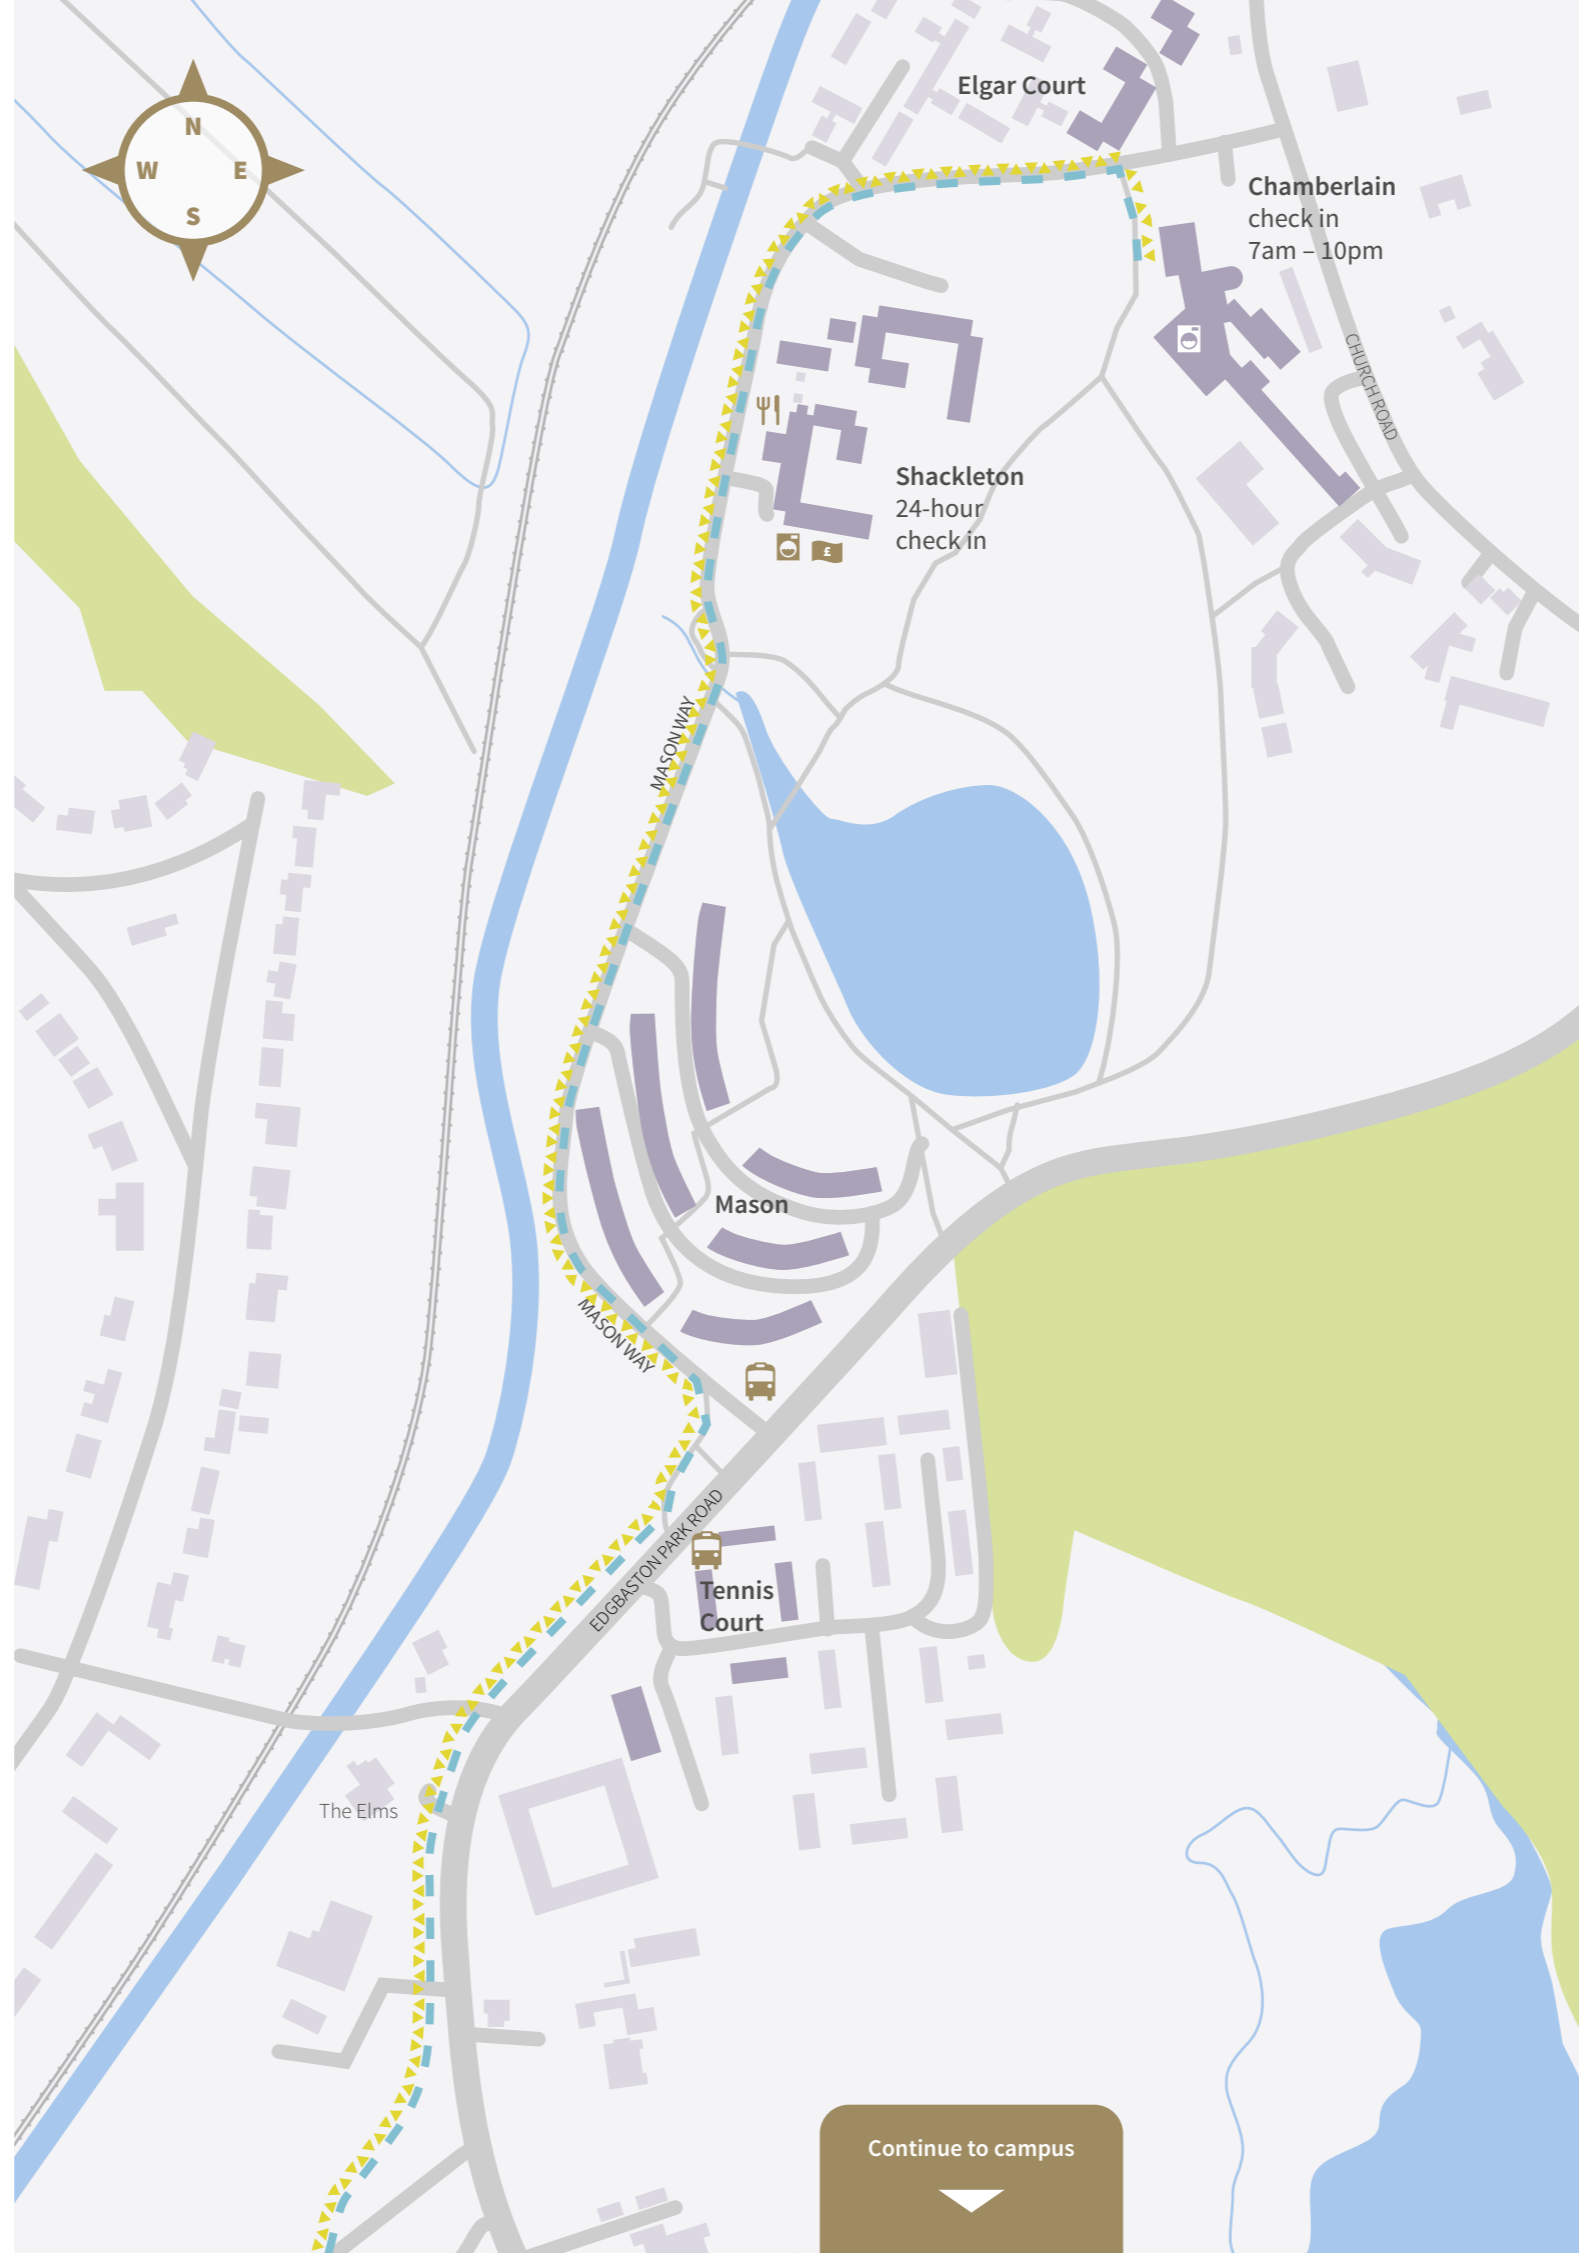 Elgar Court
N
W
E
S
Chamberlain
check in
7am – 10pm
CHURCH ROAD
Shackleton
24-hour
check in
£
MASON WAY
Mason
MASON WAY
EDGBASTON PARK ROAD
Tennis
Court
The Elms
Continue to campus